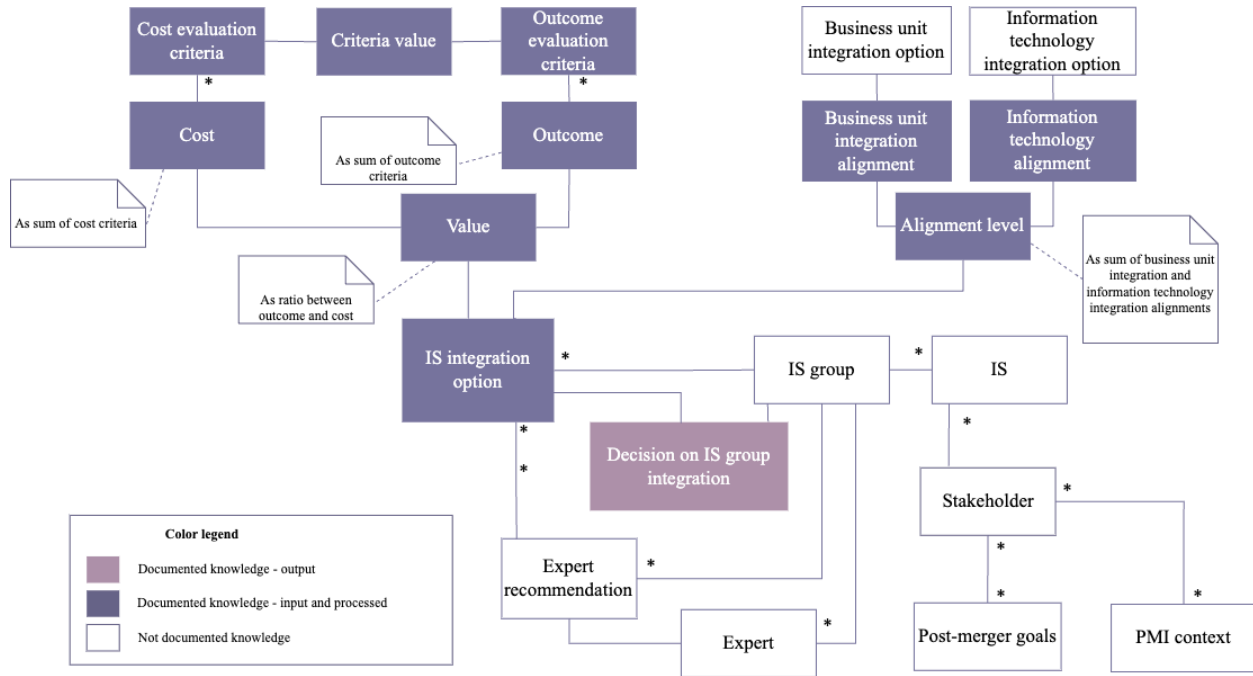 Cost evaluation
criteria
Criteria value
Outcome
evaluation
criteria
Business unit
integration option
Information
technology
integration option
*
*
Cost
As sum of outcome
criteria
Outcome
Business unit
integration
alignment
Information
technology
alignment
As sum of cost criteria
Value
Alignment level
As ratio between
outcome and cost
As sum of business unit
integration and
information technology
integration alignments
IS integration
option
*
IS group
*
IS
*
*
*
Decision on IS group
integration
Stakeholder
*
*
*
*
Color legend
Documented knowledge - output
Documented knowledge - input and processed
Not documented knowledge
Expert
recommendation
*
Expert
*
Post-merger goals
PMI context